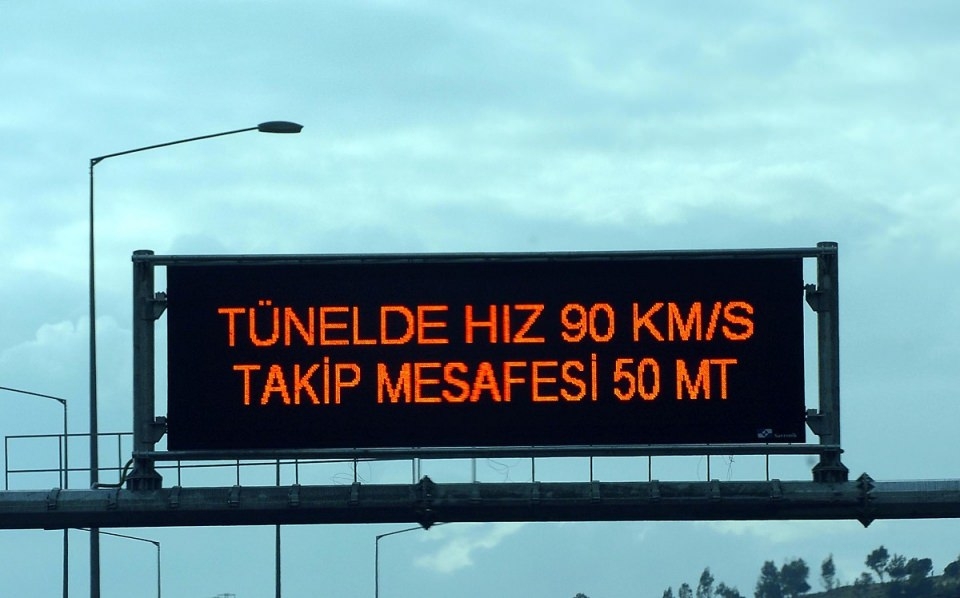 TÜNELDE HIZ 90 KM/S
TAKİP MESAFESİ 50 MT